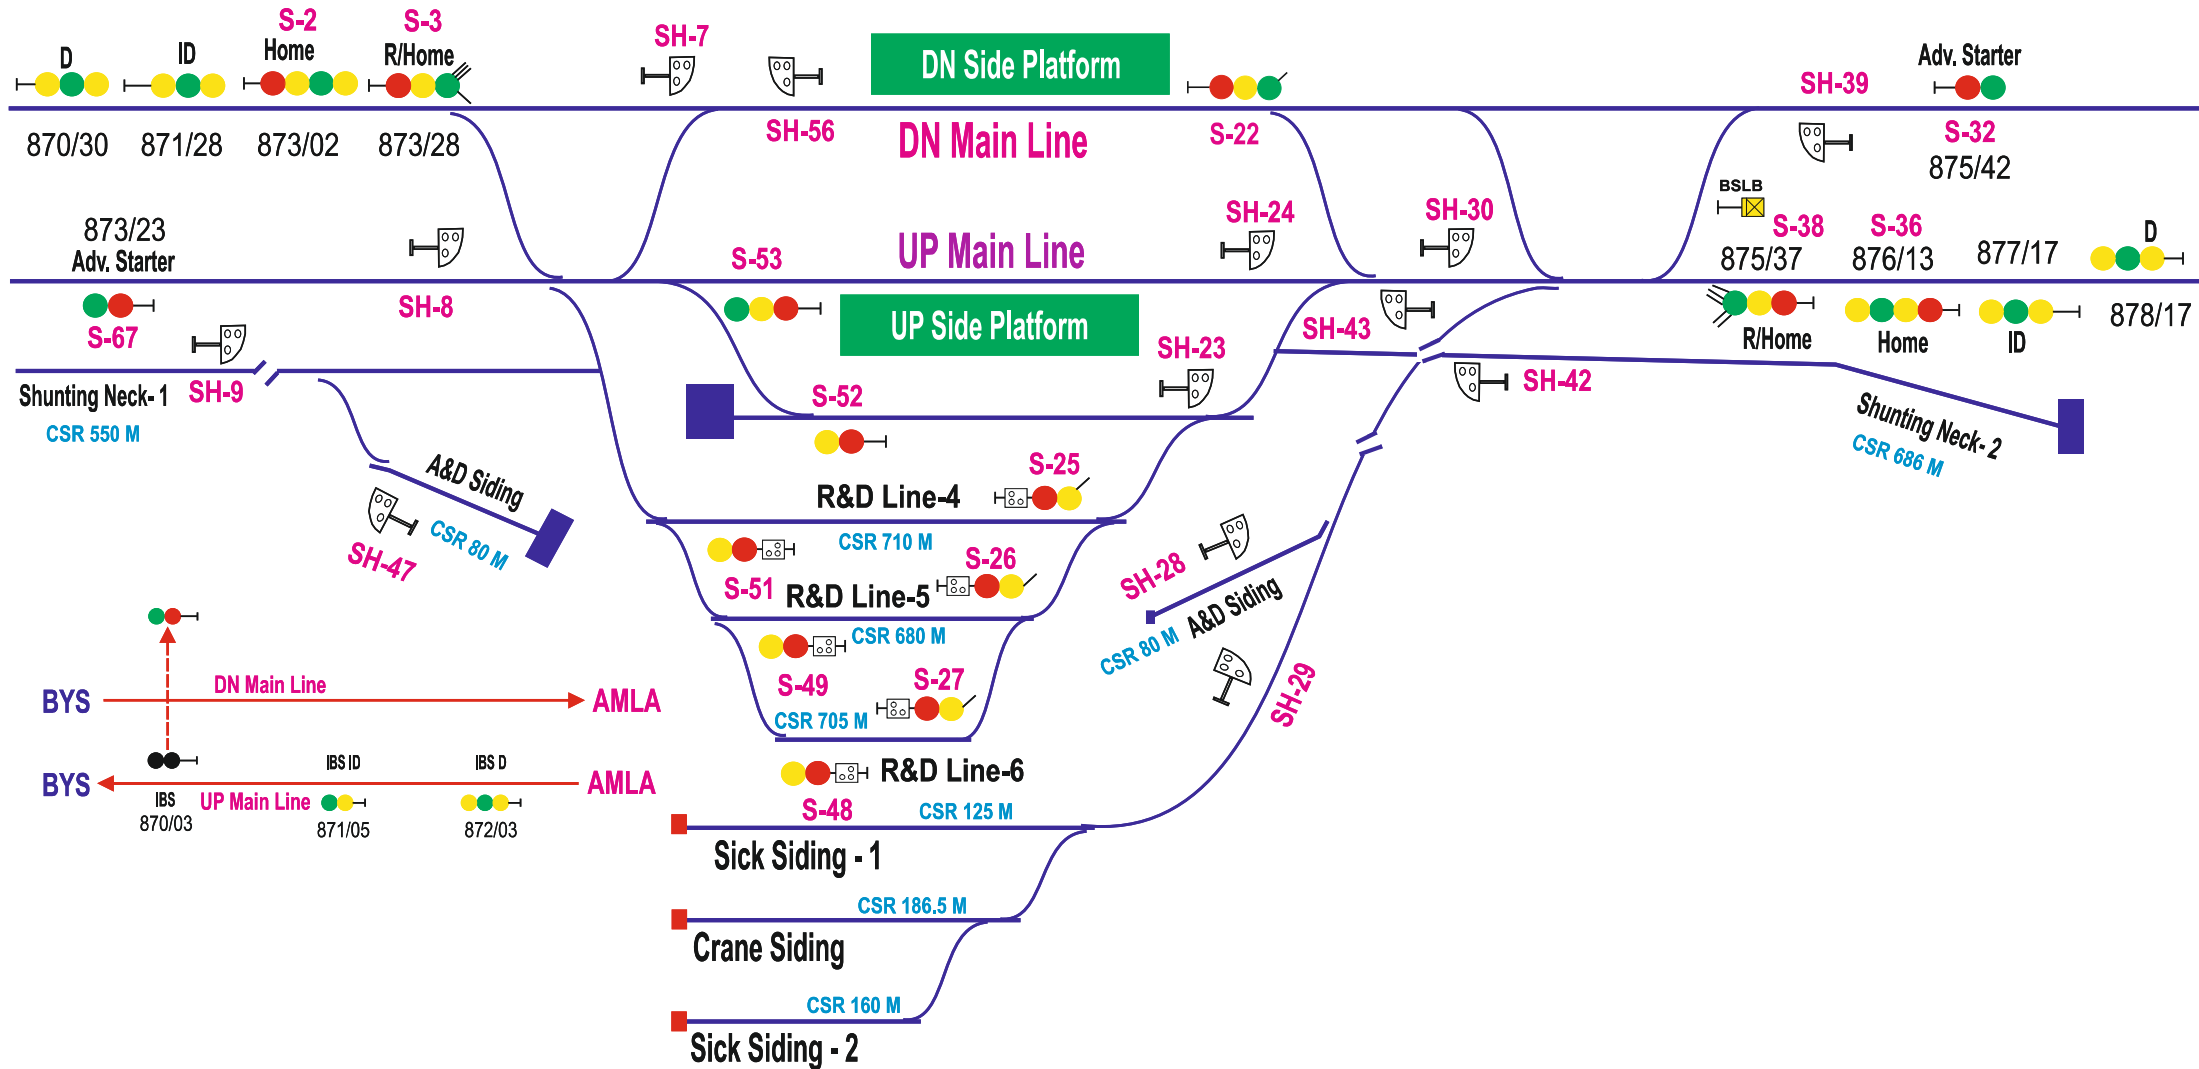 D
ID
S-2
Home
S-3
R/Home
SH-7
DN Side Platform
Adv. Starter
SH-39
870/30
871/28
873/02
873/28
SH-56
DN Main Line
S-22
S-32
875/42
BSLB
873/23
Adv. Starter
S-53
UP Main Line
SH-24
SH-30
S-38
875/37
S-36
876/13
877/17
D
S-67
SH-8
UP Side Platform
SH-43
R/Home
Home
ID
878/17
Shunting Neck- 1
SH-9
CSR 550 M
SH-23
S-52
SH-42
Shunting Neck- 2
CSR 686 M
A&D Siding
CSR 80 M
SH-47
R&D Line-4
S-25
CSR 710 M
S-51
R&D Line-5
S-26
CSR 680 M
SH-28
CSR 80 M
A&D Siding
S-49
S-27
CSR 705 M
SH-29
R&D Line-6
S-48
CSR 125 M
BYS
DN Main Line
AMLA
BYS
UP Main Line
AMLA
IBS
870/03
IBS ID
871/05
IBS D
872/03
Sick Siding - 1
CSR 186.5 M
Crane Siding
CSR 160 M
Sick Siding - 2